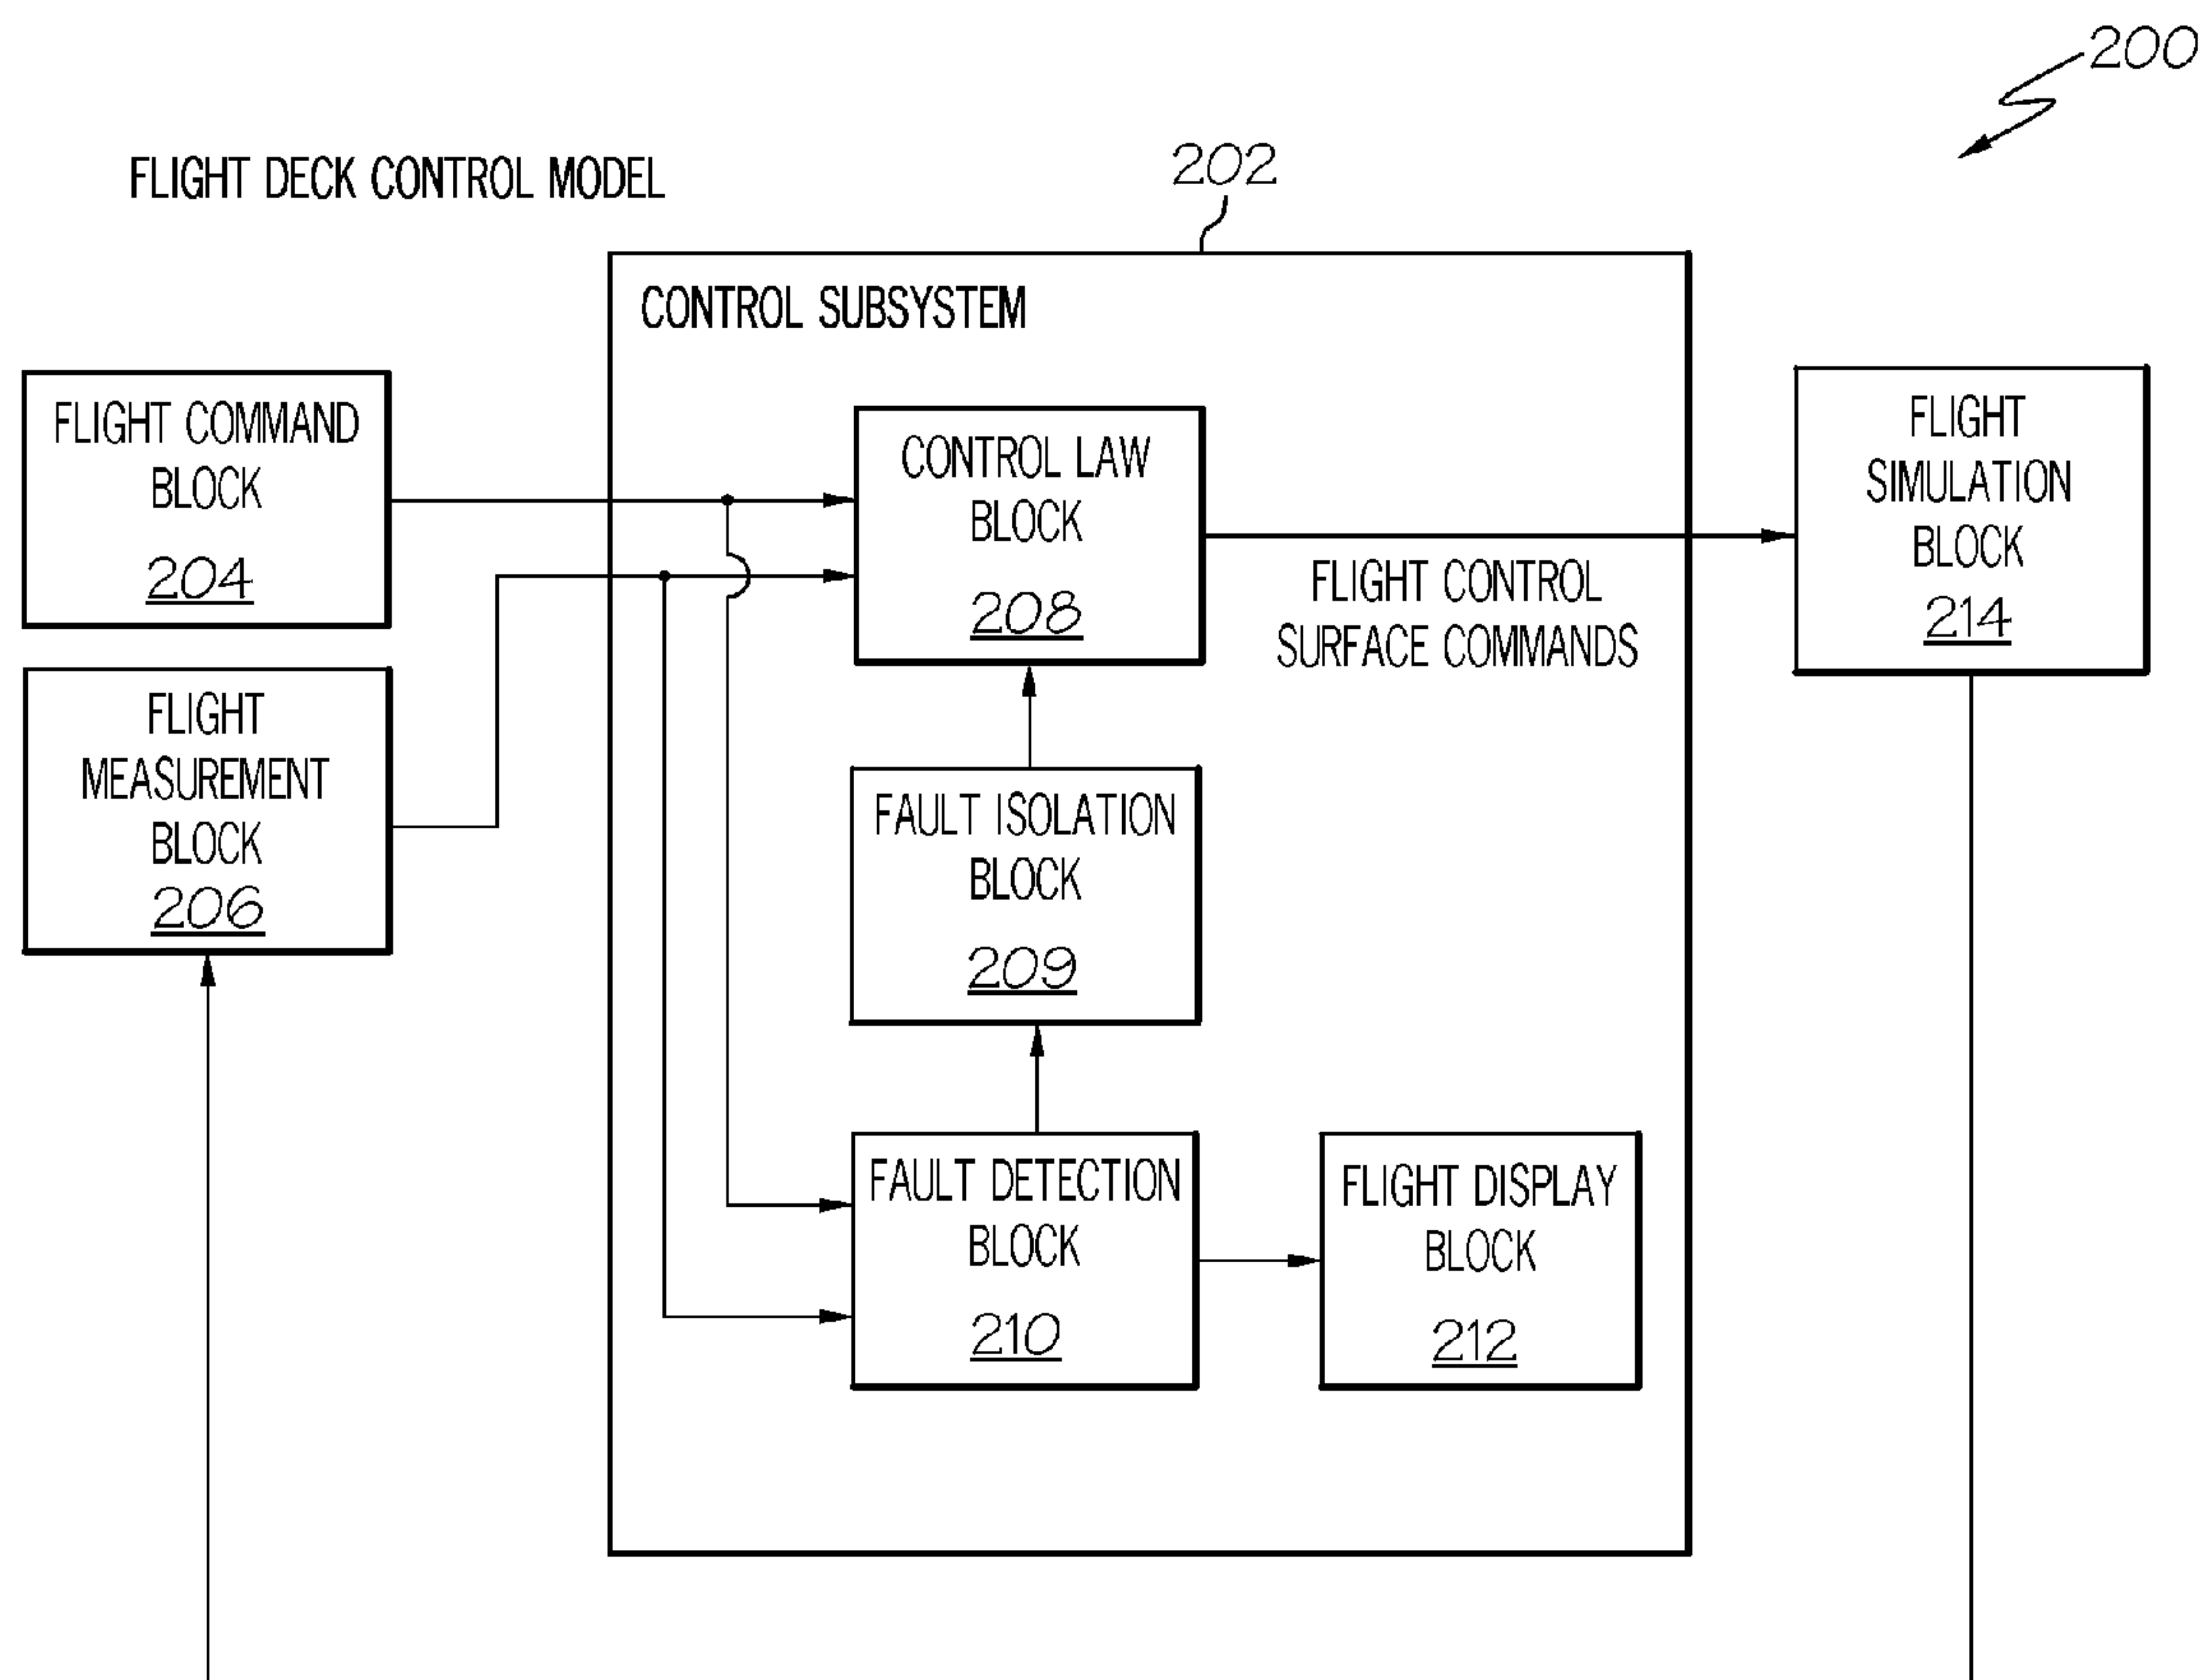 200
FLIGHT DECK CONTROL MODEL
202
CONTROL SUBSYSTEM
FLIGHT COMMAND
BLOCK
204
FLIGHT
MEASUREMENT
BLOCK
206
CONTROL LAW
BLOCK
208
FLIGHT CONTROL
SURFACE COMMANDS
FLIGHT
SIMULATION
BLOCK
214
FAULT ISOLATION
BLOCK
209
FAULT DETECTION
BLOCK
210
FLIGHT DISPLAY
BLOCK
212